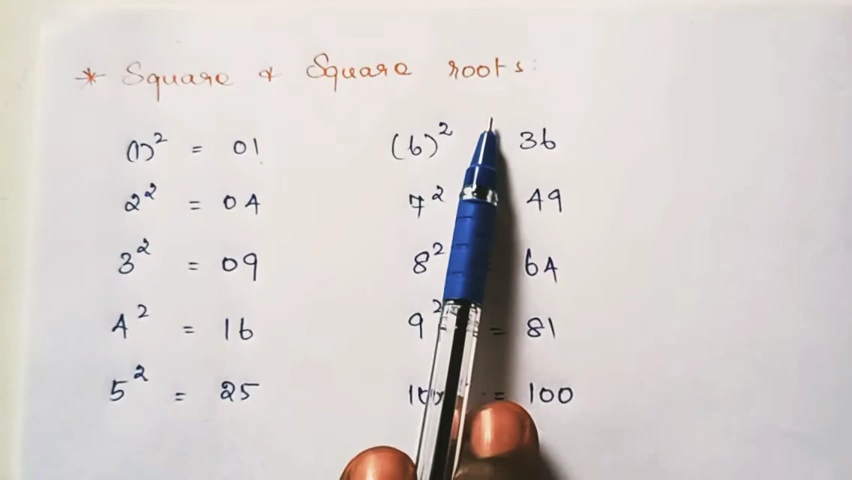 * Square & Square roots:
(1)² = 01
2² = 04
3² = 09
4² = 16
5² = 25
(6)² 36
7² 49
8² = 64
9² = 81
= 100